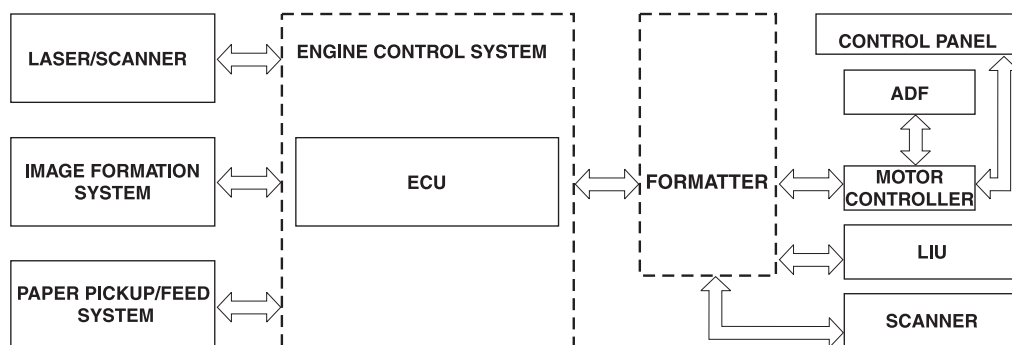 LASER/SCANNER
ENGINE CONTROL SYSTEM
CONTROL PANEL
ADF
IMAGE FORMATION
SYSTEM
ECU
FORMATTER
MOTOR
CONTROLLER
LIU
PAPER PICKUP/FEED
SYSTEM
SCANNER